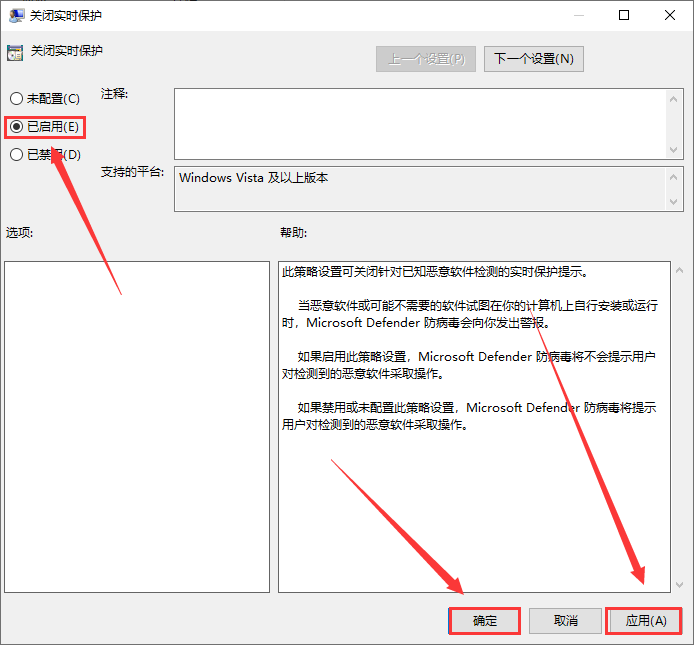 关闭实时保护
关闭实时保护
上一个设置(P)
下一个设置(N)
未配置(C)
注释:
已启用(E)
已禁用(D)
支持的平台:
Windows Vista 及以上版本
选项:
帮助:
此策略设置可关闭针对已知恶意软件检测的实时保护提示。
当恶意软件或可能不需要的软件试图在你的计算机上自行安装或运行
时，Microsoft Defender 防病毒会向你发出警报。
如果启用此策略设置，Microsoft Defender 防病毒将不会提示用户
对检测到的恶意软件采取操作。
如果禁用或未配置此策略设置，Microsoft Defender 防病毒将提示
用户对检测到的恶意软件采取操作。
确定
取消
应用(A)